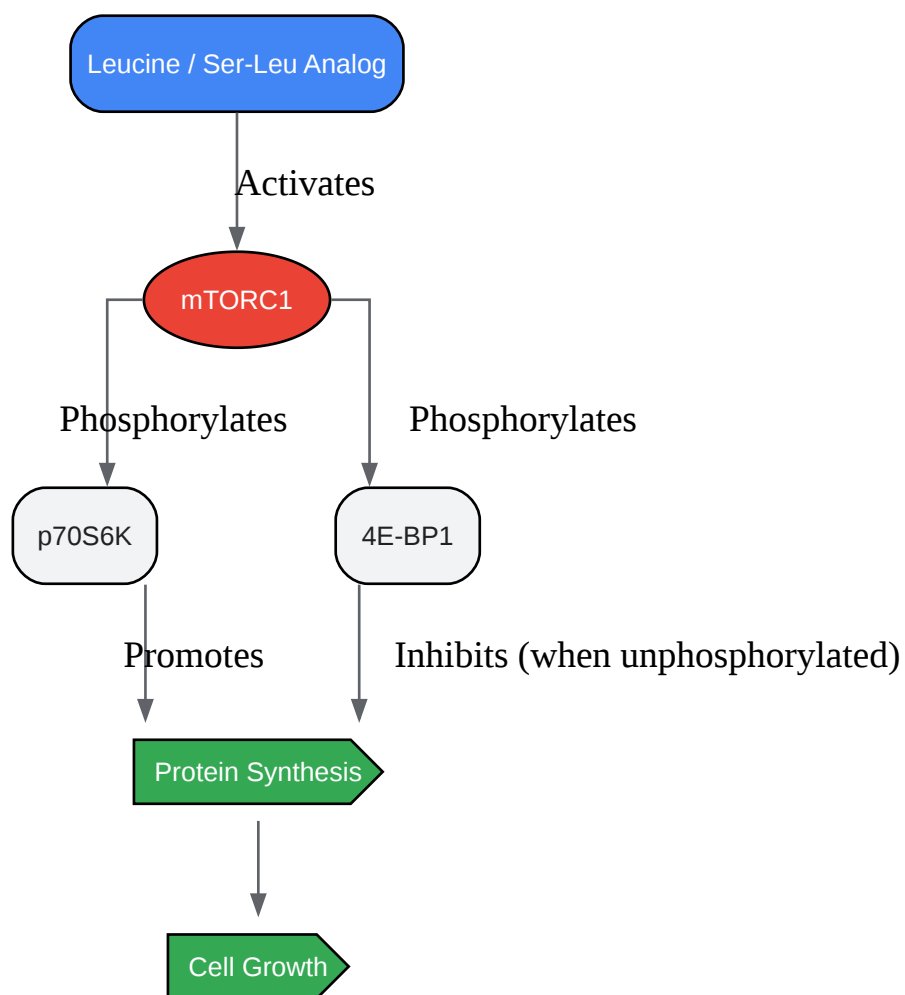 Leucine / Ser-Leu Analog
Activates
mTORC1
Phosphorylates
Phosphorylates
p70S6K
4E-BP1
Promotes
Inhibits (when unphosphorylated)
Protein Synthesis
Cell Growth